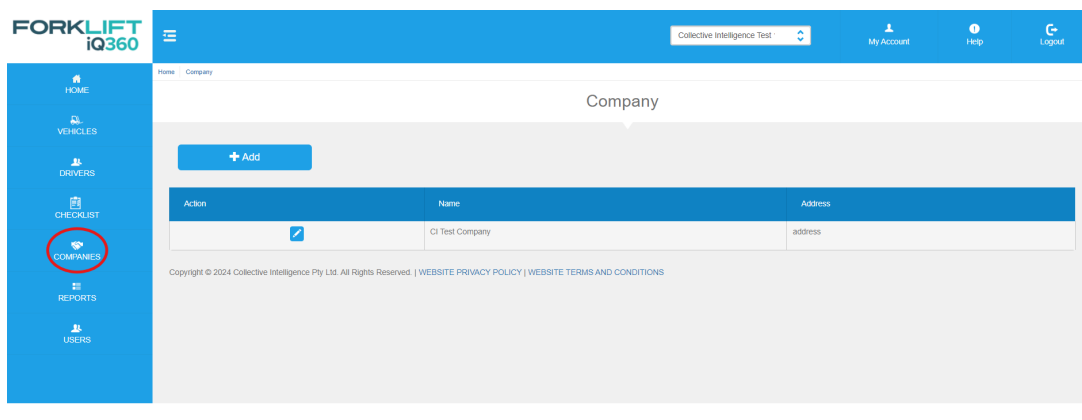 FORKLIFT
iQ360
Collective Intelligence Test
My Account
Help
Logout
Home
Company
HOME
VEHICLES
DRIVERS
CHECKLIST
COMPANIES
REPORTS
USERS
Company
Add
Action
Name
Address
CI Test Company
address
Copyright © 2024 Collective Intelligence Pty Ltd. All Rights Reserved. | WEBSITE PRIVACY POLICY | WEBSITE TERMS AND CONDITIONS